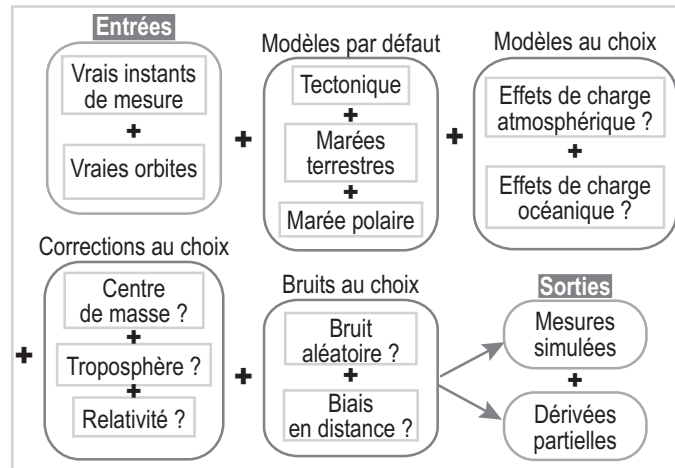 Entrées
Vrais instants
de mesure
+
Vraies orbites
+
Modèles par défaut
Tectonique
+
Marées
terrestres
+
Marée polaire
+
Modèles au choix
Effets de charge
atmosphérique ?
+
Effets de charge
océanique ?
+
Corrections au choix
Centre
de masse ?
+
Troposphère ?
+
Relativité ?
+
Bruits au choix
Bruit
aléatoire ?
+
Biais
en distance ?
Sorties
Mesures
simulées
+
Dérivées
partielles